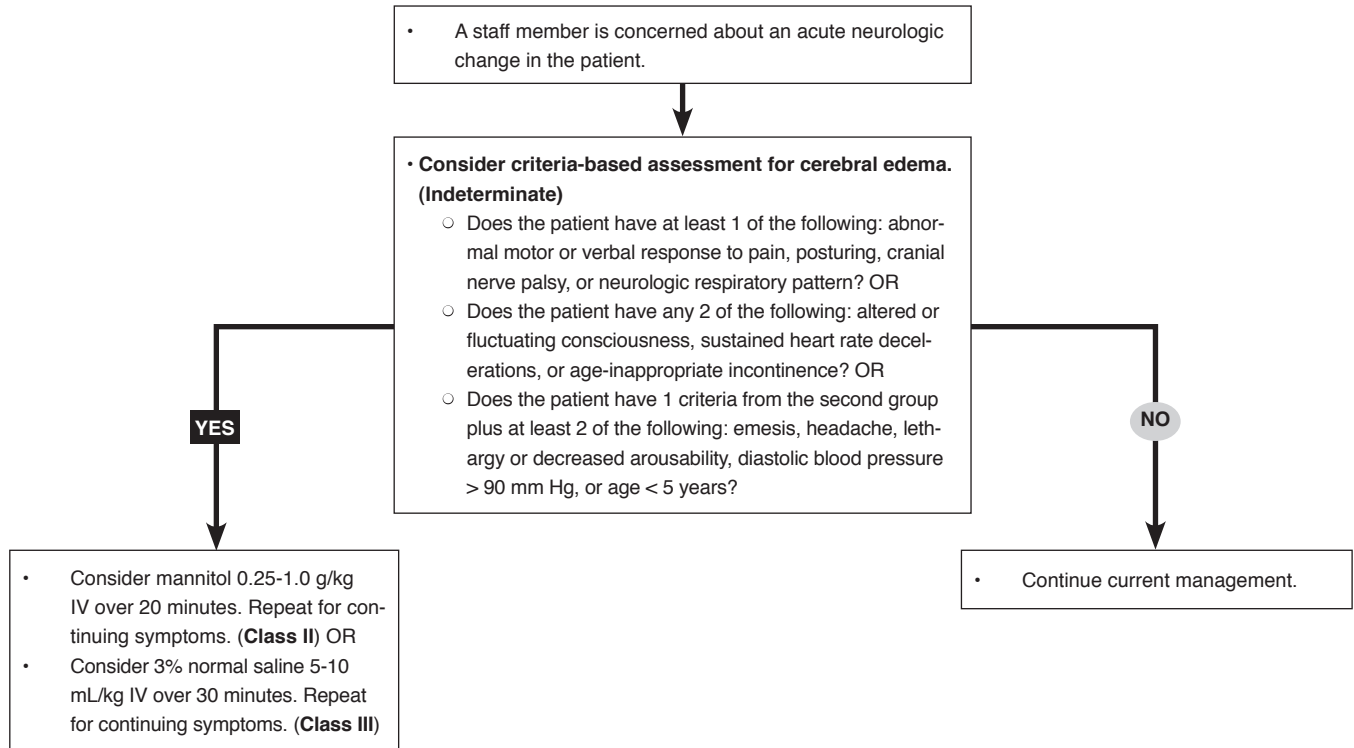 • A staff member is concerned about an acute neurologic
change in the patient.
• Consider criteria-based assessment for cerebral edema.
(Indeterminate)
○ Does the patient have at least 1 of the following: abnor-
mal motor or verbal response to pain, posturing, cranial
nerve palsy, or neurologic respiratory pattern? OR
○ Does the patient have any 2 of the following: altered or
fluctuating consciousness, sustained heart rate decel-
erations, or age-inappropriate incontinence? OR
○ Does the patient have 1 criteria from the second group
plus at least 2 of the following: emesis, headache, leth-
argy or decreased arousability, diastolic blood pressure
> 90 mm Hg, or age < 5 years?
YES
NO
• Consider mannitol 0.25-1.0 g/kg
IV over 20 minutes. Repeat for con-
tinuing symptoms. (Class II) OR
• Consider 3% normal saline 5-10
mL/kg IV over 30 minutes. Repeat
for continuing symptoms. (Class III)
• Continue current management.